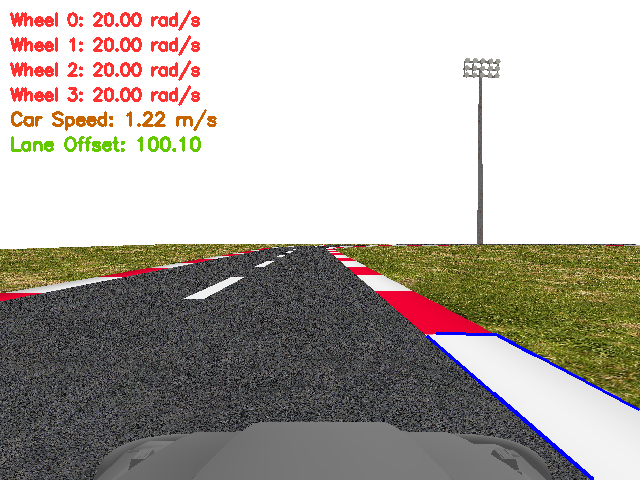 Wheel 0: 20.00 rad/s
Wheel 1: 20.00 rad/s
Wheel 2: 20.00 rad/s
Wheel 3: 20.00 rad/s
Car Speed: 1.22 m/s
Lane Offset: 100.10